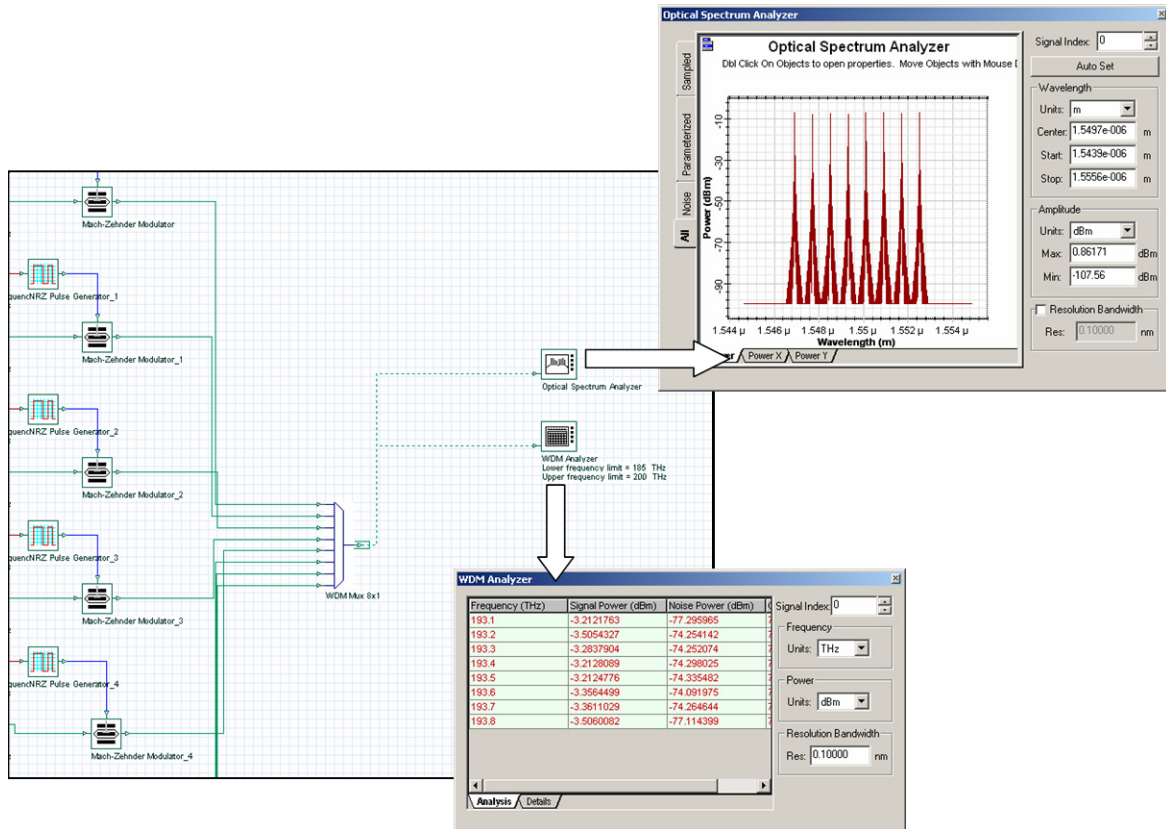 Optical Spectrum Analyzer
Signal Index: 0
Auto Set
Wavelength
Units: m
Center: 1.5497e-006 m
Start: 1.5439e-006 m
Stop: 1.5556e-006 m
Amplitude
Units: dBm
Max: 0.86171 dBm
Min: -107.56 dBm
Resolution Bandwidth
Res: 0.10000 nm
Sampled
Parameterized
Noise
All
Optical Spectrum Analyzer
Dbl Click On Objects to open properties. Move Objects with Mouse D
Power (dBm)
-10
-30
-50
-70
-90
1.544 µ 1.546 µ 1.548 µ 1.55 µ 1.552 µ 1.554 µ
Wavelength (m)
Power X Power Y
Mach-Zehnder Modulator
equencNRZ Pulse Generator_1
Mach-Zehnder Modulator_1
equencNRZ Pulse Generator_2
Mach-Zehnder Modulator_2
equencNRZ Pulse Generator_3
Mach-Zehnder Modulator_3
equencNRZ Pulse Generator_4
Mach-Zehnder Modulator_4
WDM Mux 8x1
Optical Spectrum Analyzer
WDM Analyzer
Lower frequency limit = 185 THz
Upper frequency limit = 200 THz
WDM Analyzer
Frequency (THz) Signal Power (dBm) Noise Power (dBm)
193.1 -3.2121763 -77.295965
193.2 -3.5054327 -74.254142
193.3 -3.2837904 -74.252074
193.4 -3.2128089 -74.298025
193.5 -3.2124776 -74.335482
193.6 -3.3564499 -74.091975
193.7 -3.3611029 -74.264644
193.8 -3.5060082 -77.114399
Analysis Details
Signal Index: 0
Frequency
Units: THz
Power
Units: dBm
Resolution Bandwidth
Res: 0.10000 nm